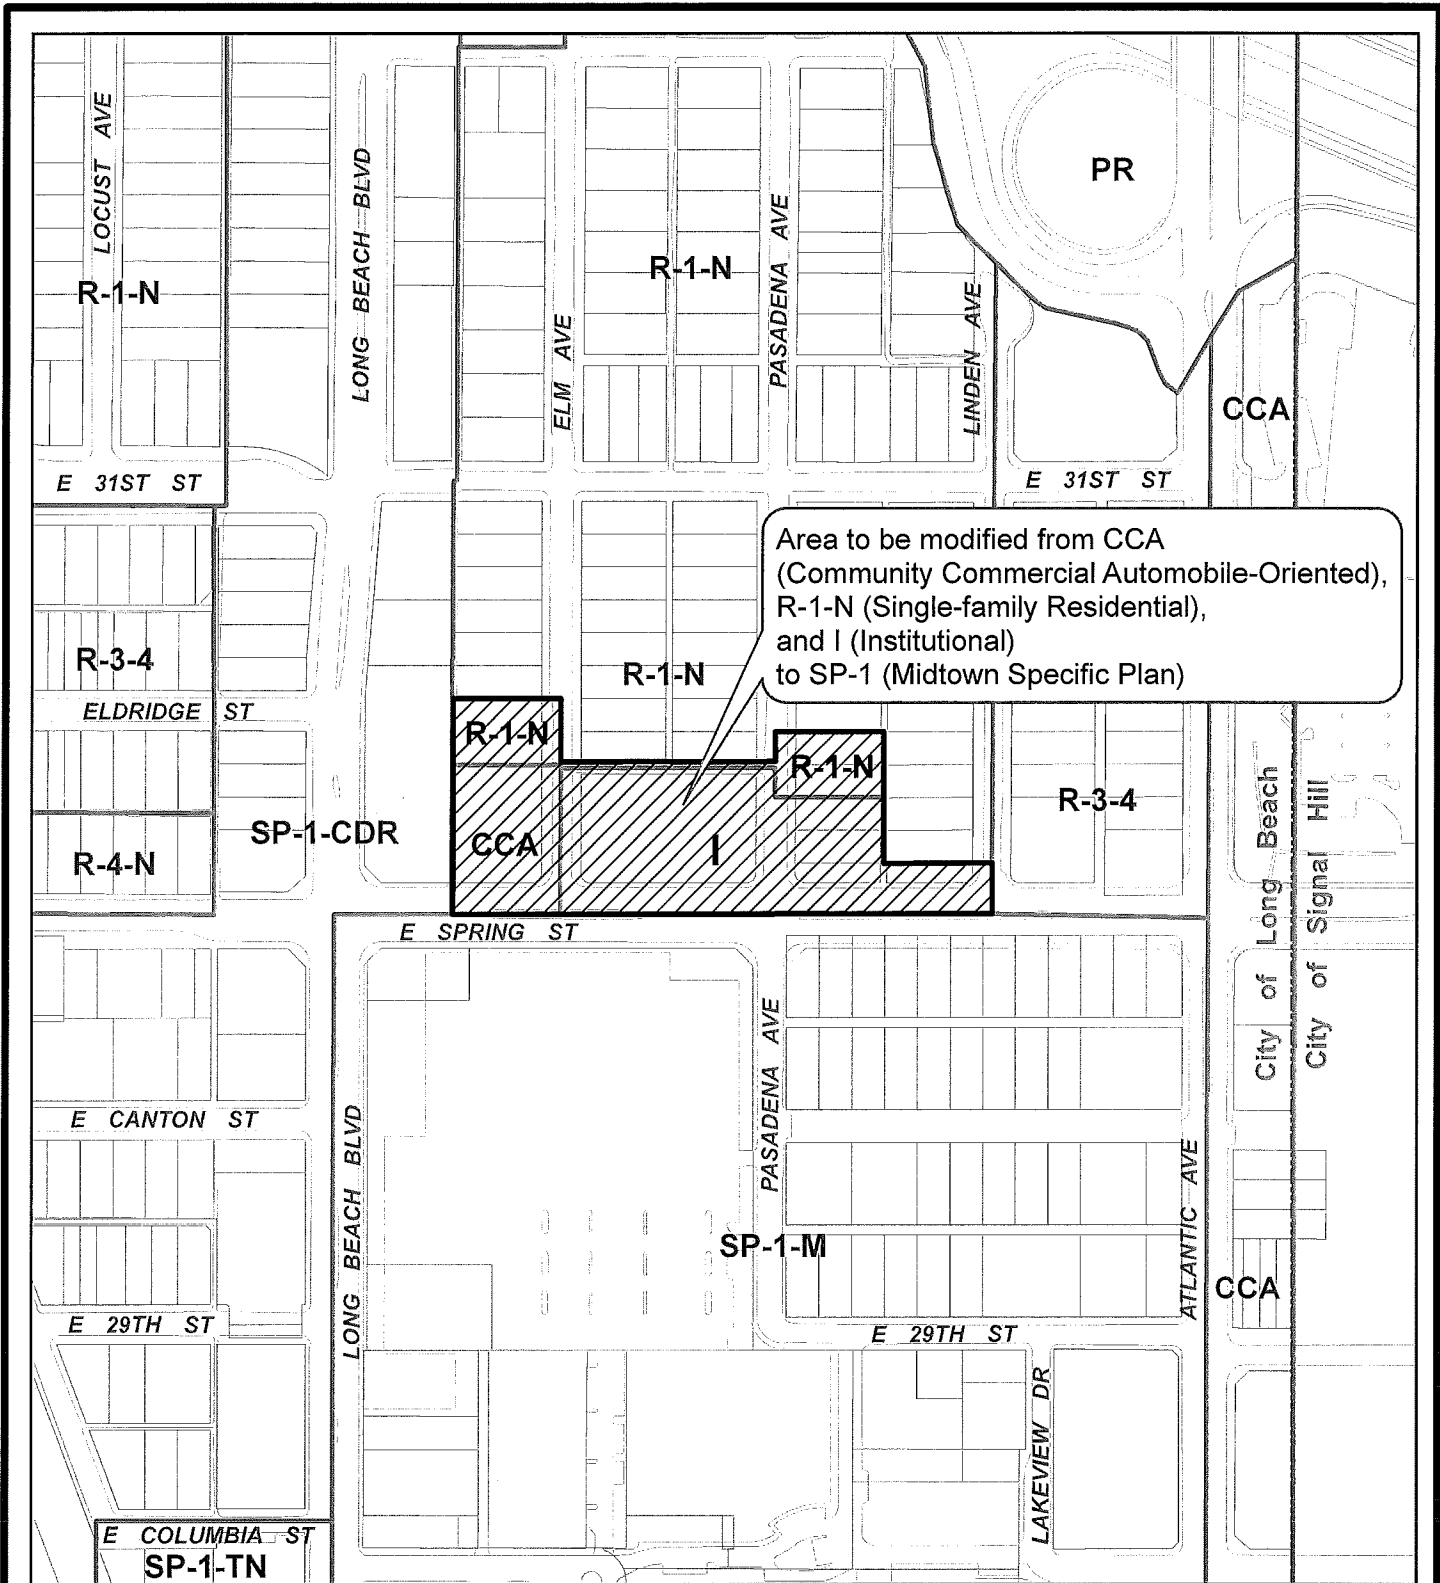 LOCUST AVE
LONG BEACH BLVD
PR
PASADENA AVE
R-1-N
R-1-N
LINDEN AVE
ELM AVE
CCA
E 31ST ST
E 31ST ST
Area to be modified from CCA
(Community Commercial Automobile-Oriented),
R-1-N (Single-family Residential),
and I (Institutional)
to SP-1 (Midtown Specific Plan)
R-3-4
R-1-N
ELDRIDGE ST
R-1-N
R-1-N
R-3-4
SP-1-CDR
CCA
I
R-4-N
City of Long Beach
City of Signal Hill
E SPRING ST
PASADENA AVE
E CANTON ST
LONG BEACH BLVD
ATLANTIC AVE
SP-1-M
CCA
E 29TH ST
E 29TH ST
LAKEVIEW DR
E COLUMBIA ST
SP-1-TN